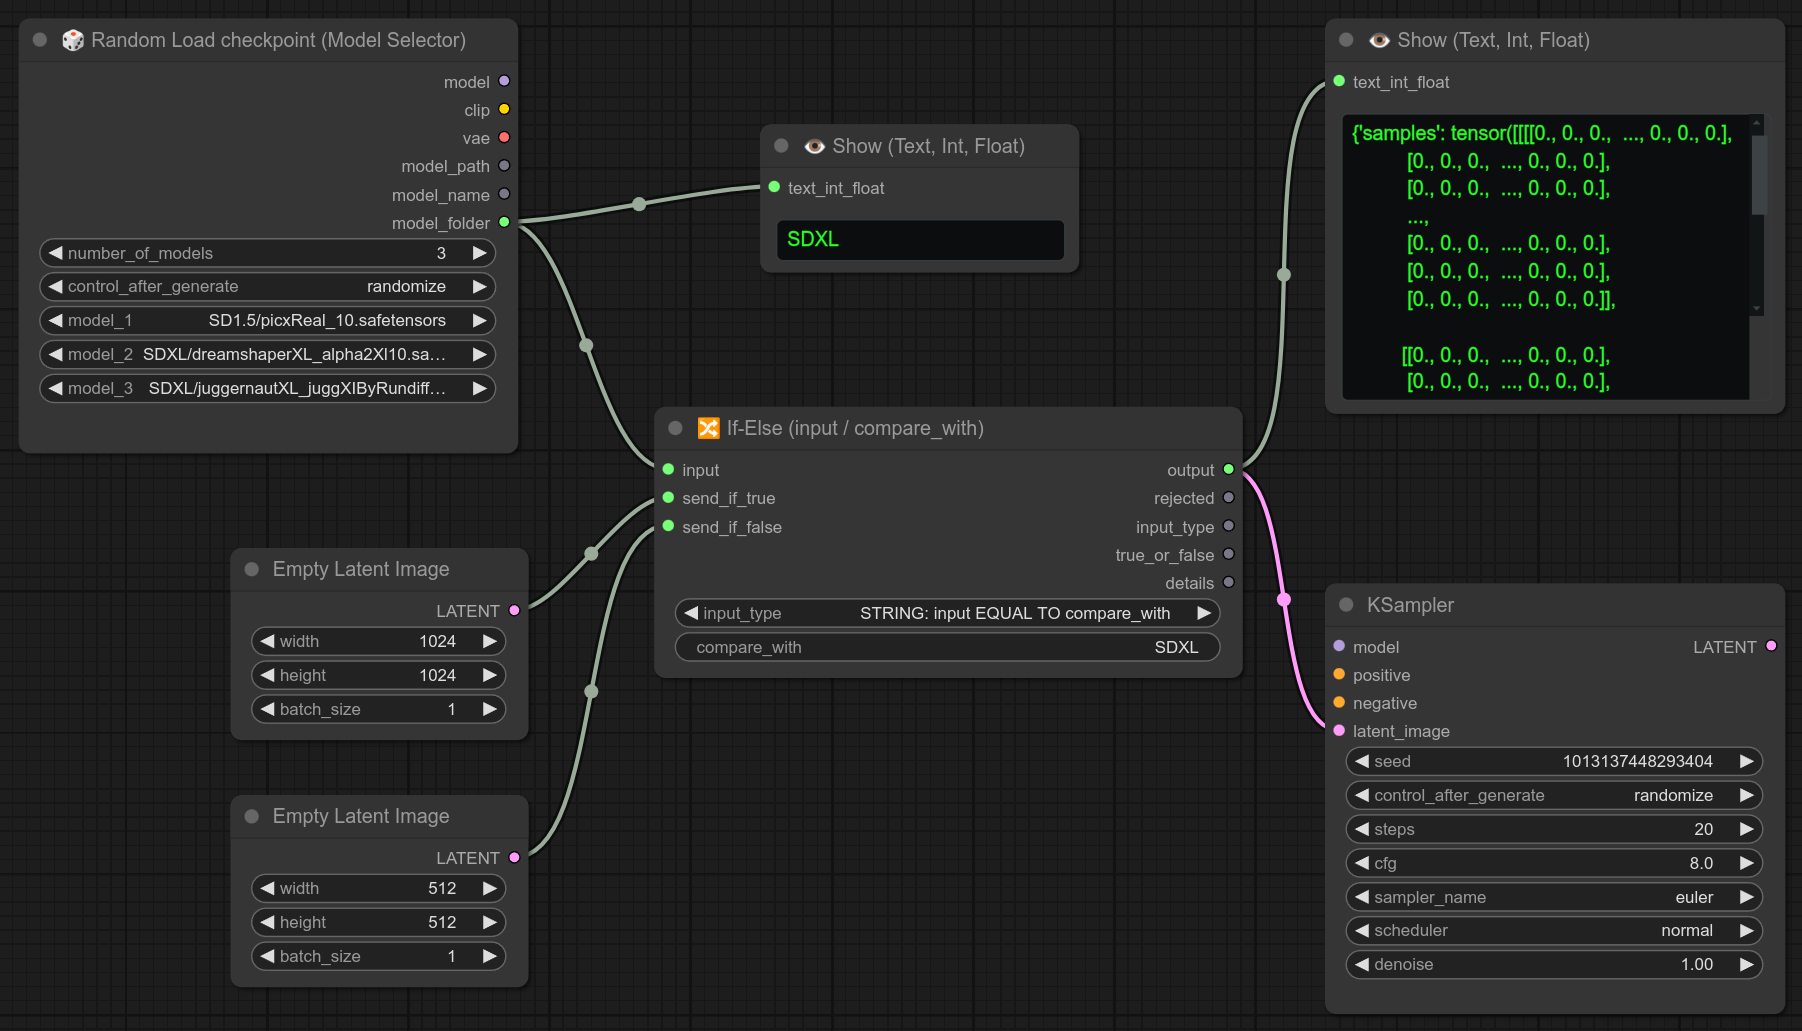 Random Load checkpoint (Model Selector)
model
clip
vae
model_path
model_name
model_folder
number_of_models 3
control_after_generate randomize
model_1 SD1.5/picxReal_10.safetensors
model_2 SDXL/dreamshaperXL_alpha2Xl10.sa...
model_3 SDXL/juggernautXL_juggXIByRundiff...
Show (Text, Int, Float)
text_int_float
SDXL
Show (Text, Int, Float)
text_int_float
{'samples': tensor([[[[0., 0., 0., ..., 0., 0., 0.],
[0., 0., 0., ..., 0., 0., 0.],
[0., 0., 0., ..., 0., 0., 0.],
...,
[0., 0., 0., ..., 0., 0., 0.],
[0., 0., 0., ..., 0., 0., 0.],
[0., 0., 0., ..., 0., 0., 0.]],
[[0., 0., 0., ..., 0., 0., 0.],
[0., 0., 0., ..., 0., 0., 0.],
If-Else (input / compare_with)
input output
send_if_true rejected
send_if_false input_type
true_or_false
details
input_type STRING: input EQUAL TO compare_with
compare_with SDXL
Empty Latent Image
LATENT
width 1024
height 1024
batch_size 1
Empty Latent Image
LATENT
width 512
height 512
batch_size 1
KSampler
model LATENT
positive
negative
latent_image
seed 1013137448293404
control_after_generate randomize
steps 20
cfg 8.0
sampler_name euler
scheduler normal
denoise 1.00